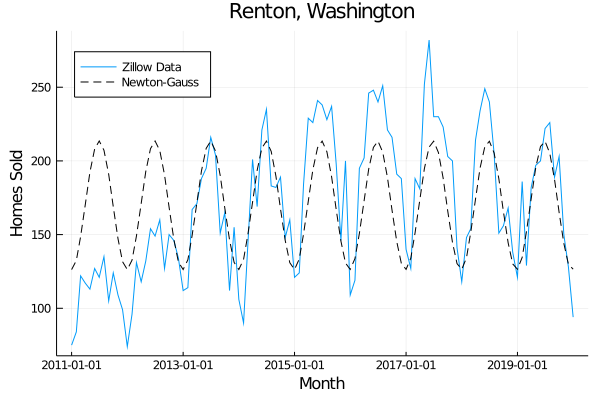 Renton, Washington
Zillow Data
Newton-Gauss
Homes Sold
250
200
150
100
2011-01-01
2013-01-01
2015-01-01
2017-01-01
2019-01-01
Month